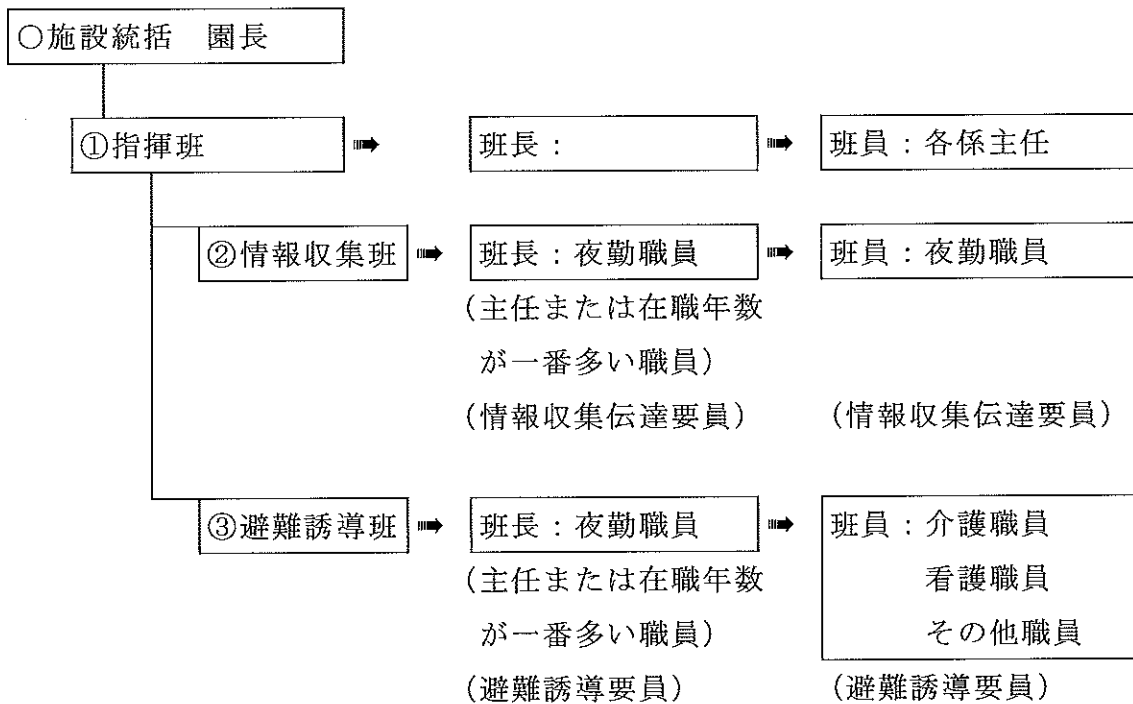 ○施設統括　園長
①指揮班 ➠ 班長： ➠ 班員：各係主任
②情報収集班 ➠ 班長：夜勤職員 ➠ 班員：夜勤職員
(主任または在職年数
が一番多い職員)
(情報収集伝達要員) (情報収集伝達要員)
③避難誘導班 ➠ 班長：夜勤職員 ➠ 班員：介護職員
(主任または在職年数 看護職員
が一番多い職員) その他職員
(避難誘導要員) (避難誘導要員)